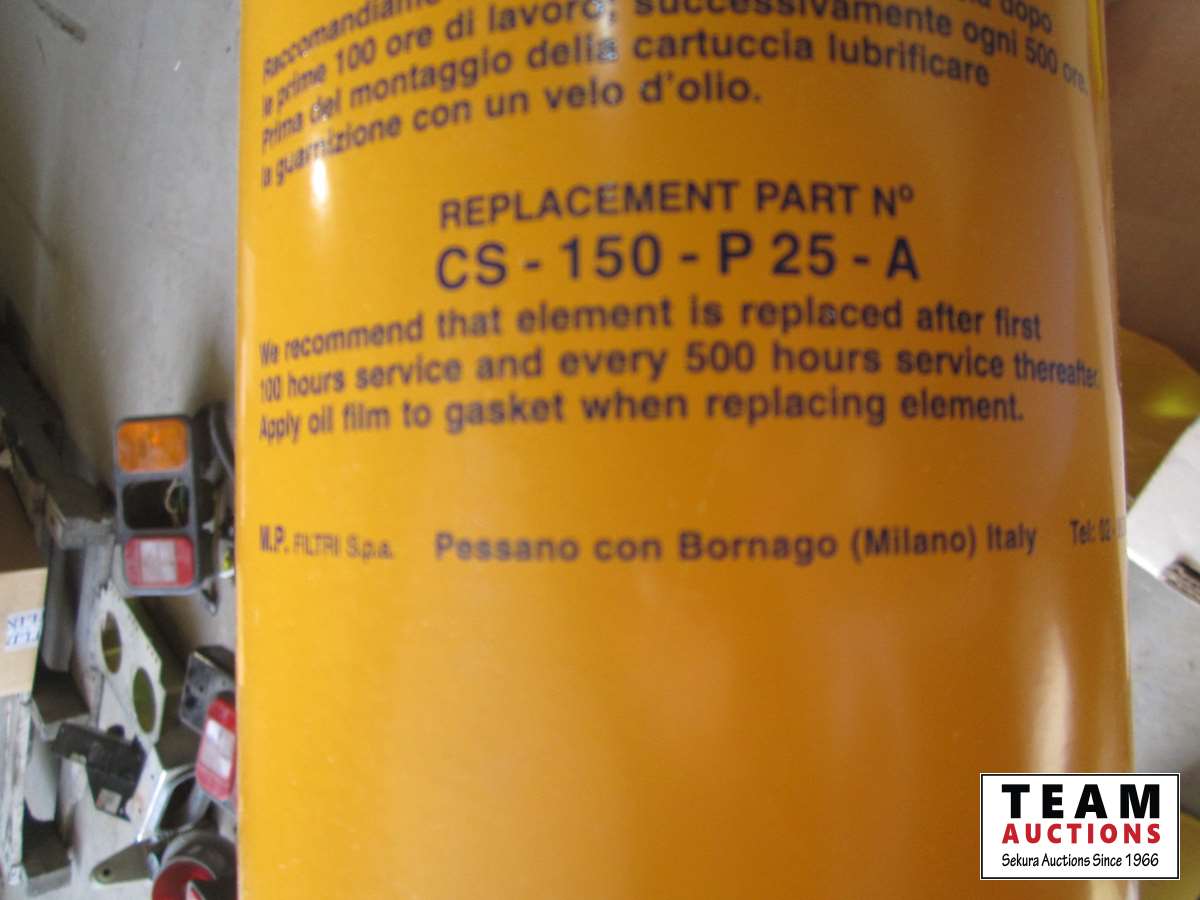 Raccomandiamo dopo
le prime 100 ore di lavoro; successivamente ogni 500 ore.
Prima del montaggio della cartuccia lubrificare
la guarnizione con un velo d'olio.
REPLACEMENT PART Nº
CS - 150 - P 25 - A
We recommend that element is replaced after first
100 hours service and every 500 hours service thereafter.
Apply oil film to gasket when replacing element.
M.P. FILTRI S.p.a. Pessano con Bornago (Milano) Italy Tel: 02
TEAM
AUCTIONS
Sekura Auctions Since 1966